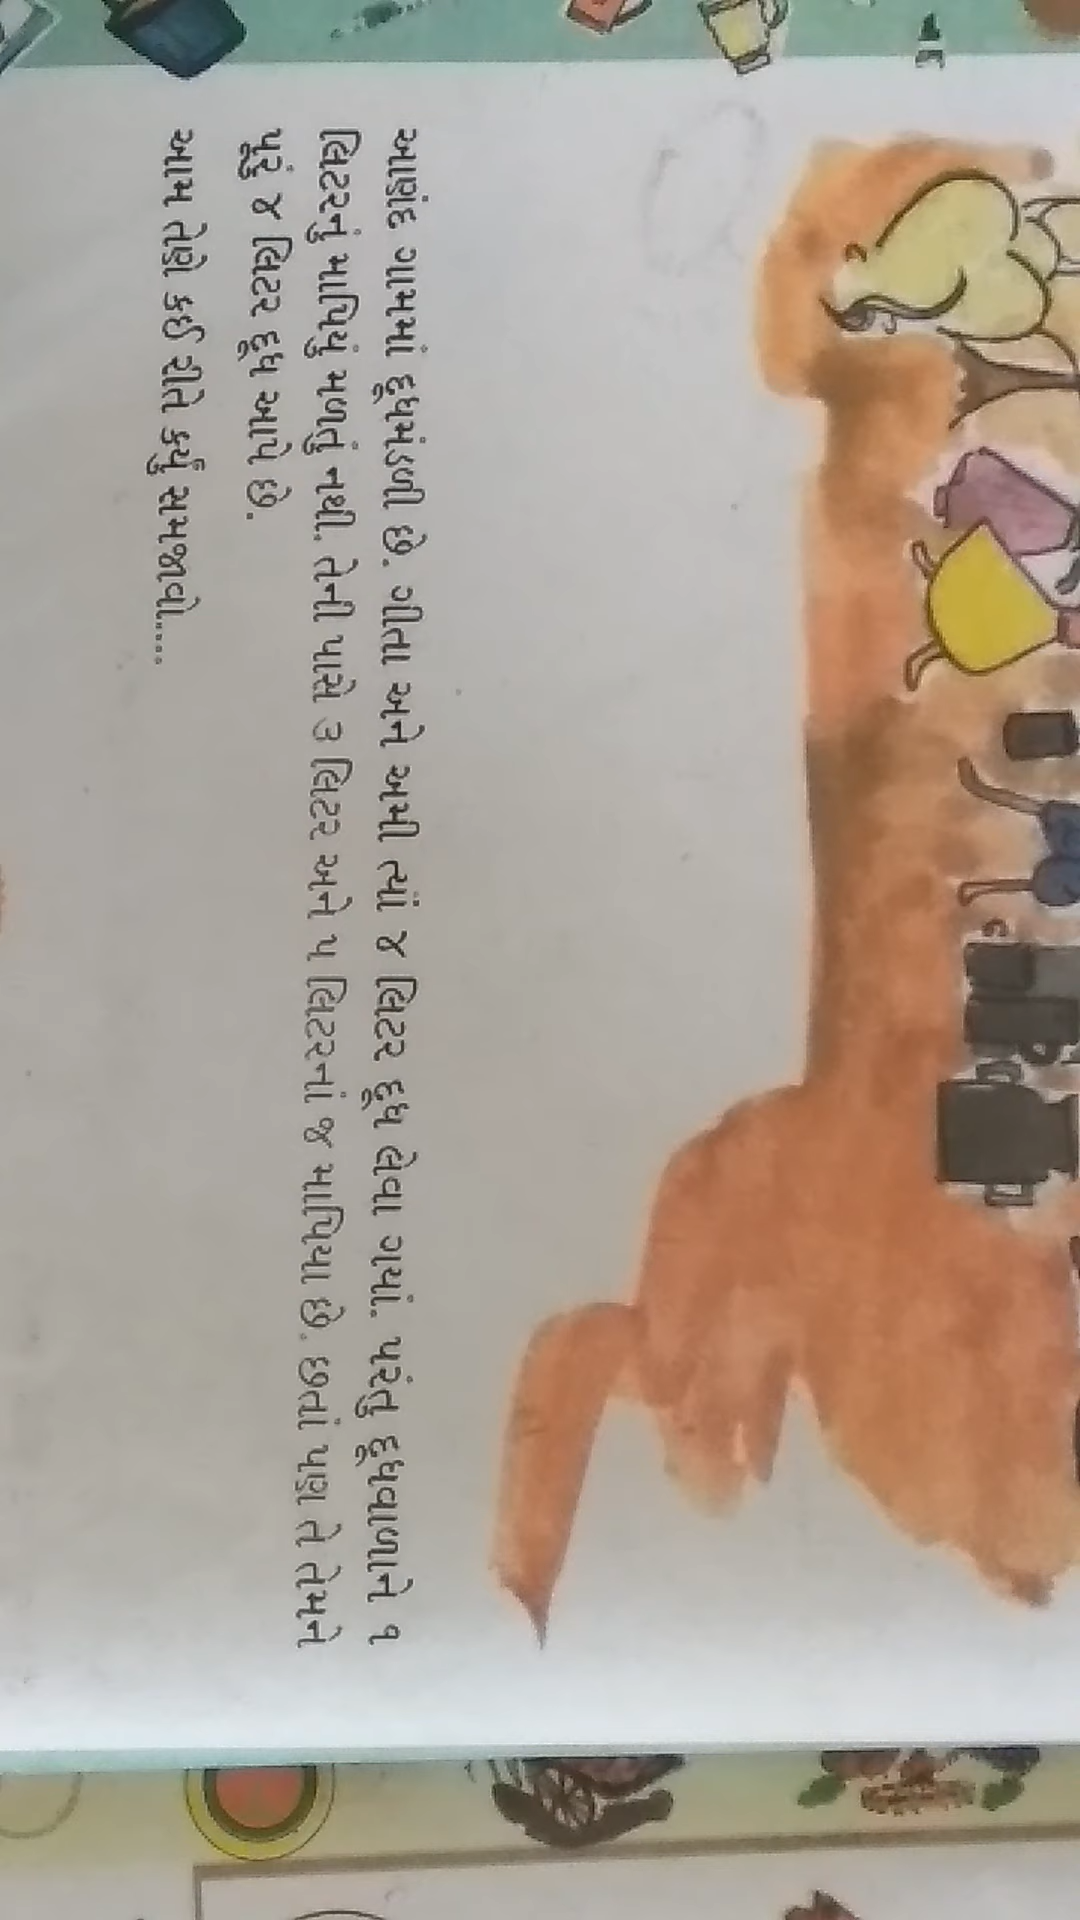 આણંદ ગામમાં દૂધમંડળી છે. ગીતા અને અમી ત્યાં ૪ લિટર દૂધ લેવા ગયાં. પરંતુ દૂધવાળાને ૧
લિટરનું માપિયું મળતું નથી. તેની પાસે ૩ લિટર અને ૫ લિટરનાં જ માપિયા છે. છતાં પણ તે તેમને
પૂરું ૪ લિટર દૂધ આપે છે.
આમ તેણે કઈ રીતે કર્યું સમજાવો....